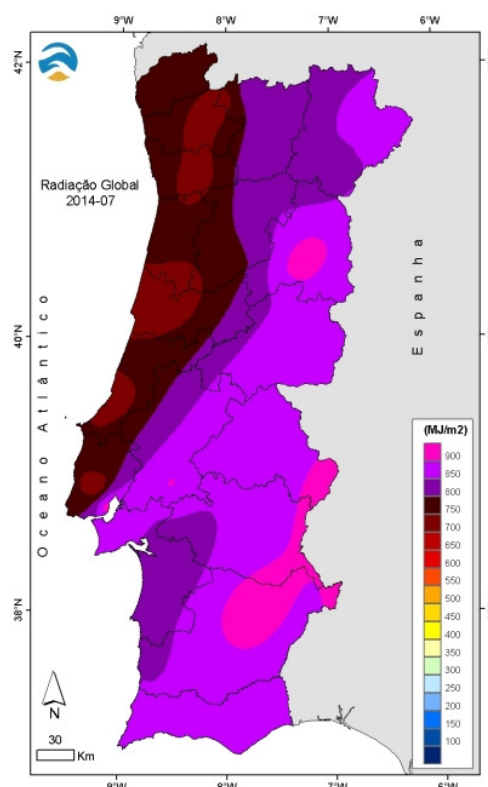 9°W 8°W 7°W 6°W
42°N
Radiação Global
2014-07
Espanha
Oceano Atlântico
40°N
38°N
(MJ/m2)
900
850
800
750
700
650
600
550
500
450
400
350
300
250
200
150
100
N
30
Km
9°W 8°W 7°W 6°W